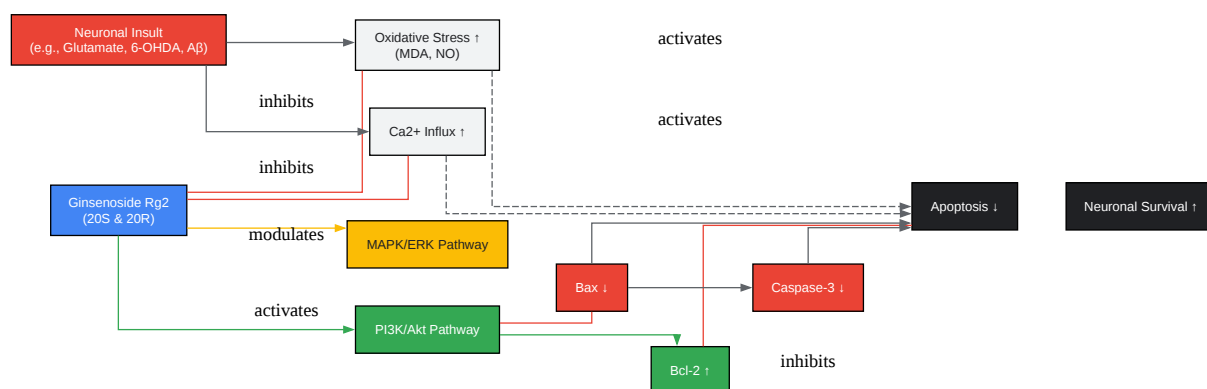 Neuronal Insult
(e.g., Glutamate, 6-OHDA, Aβ)
Oxidative Stress ↑
(MDA, NO)
activates
inhibits
Ca2+ Influx ↑
activates
inhibits
Ginsenoside Rg2
(20S & 20R)
Apoptosis ↓
Neuronal Survival ↑
modulates
MAPK/ERK Pathway
Bax ↓
Caspase-3 ↓
activates
PI3K/Akt Pathway
Bcl-2 ↑
inhibits